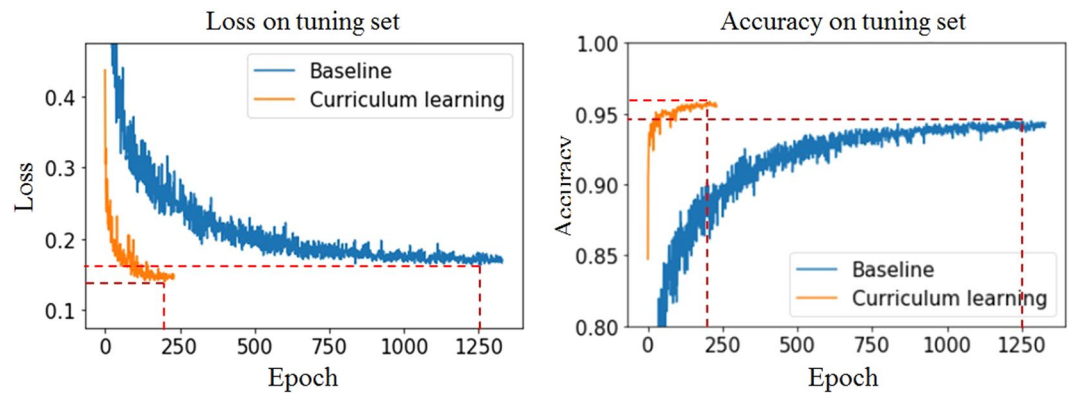 Loss on tuning set
Loss
0.4
0.3
0.2
0.1
Baseline
Curriculum learning
0 250 500 750 1000 1250
Epoch
Accuracy on tuning set
Accuracy
1.00
0.95
0.90
0.85
0.80
Baseline
Curriculum learning
0 250 500 750 1000 1250
Epoch